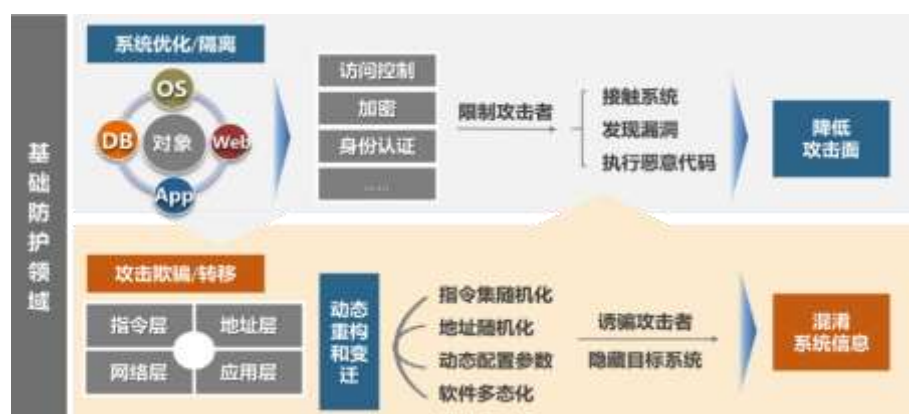 基础防护领域
系统优化/隔离
OS
DB
对象
Web
App
访问控制
加密
身份认证
……
限制攻击者
接触系统
发现漏洞
执行恶意代码
降低
攻击面
攻击欺骗/转移
指令层
地址层
网络层
应用层
动态
重构
和变
迁
指令集随机化
地址随机化
动态配置参数
软件多态化
诱骗攻击者
隐藏目标系统
混淆
系统信息